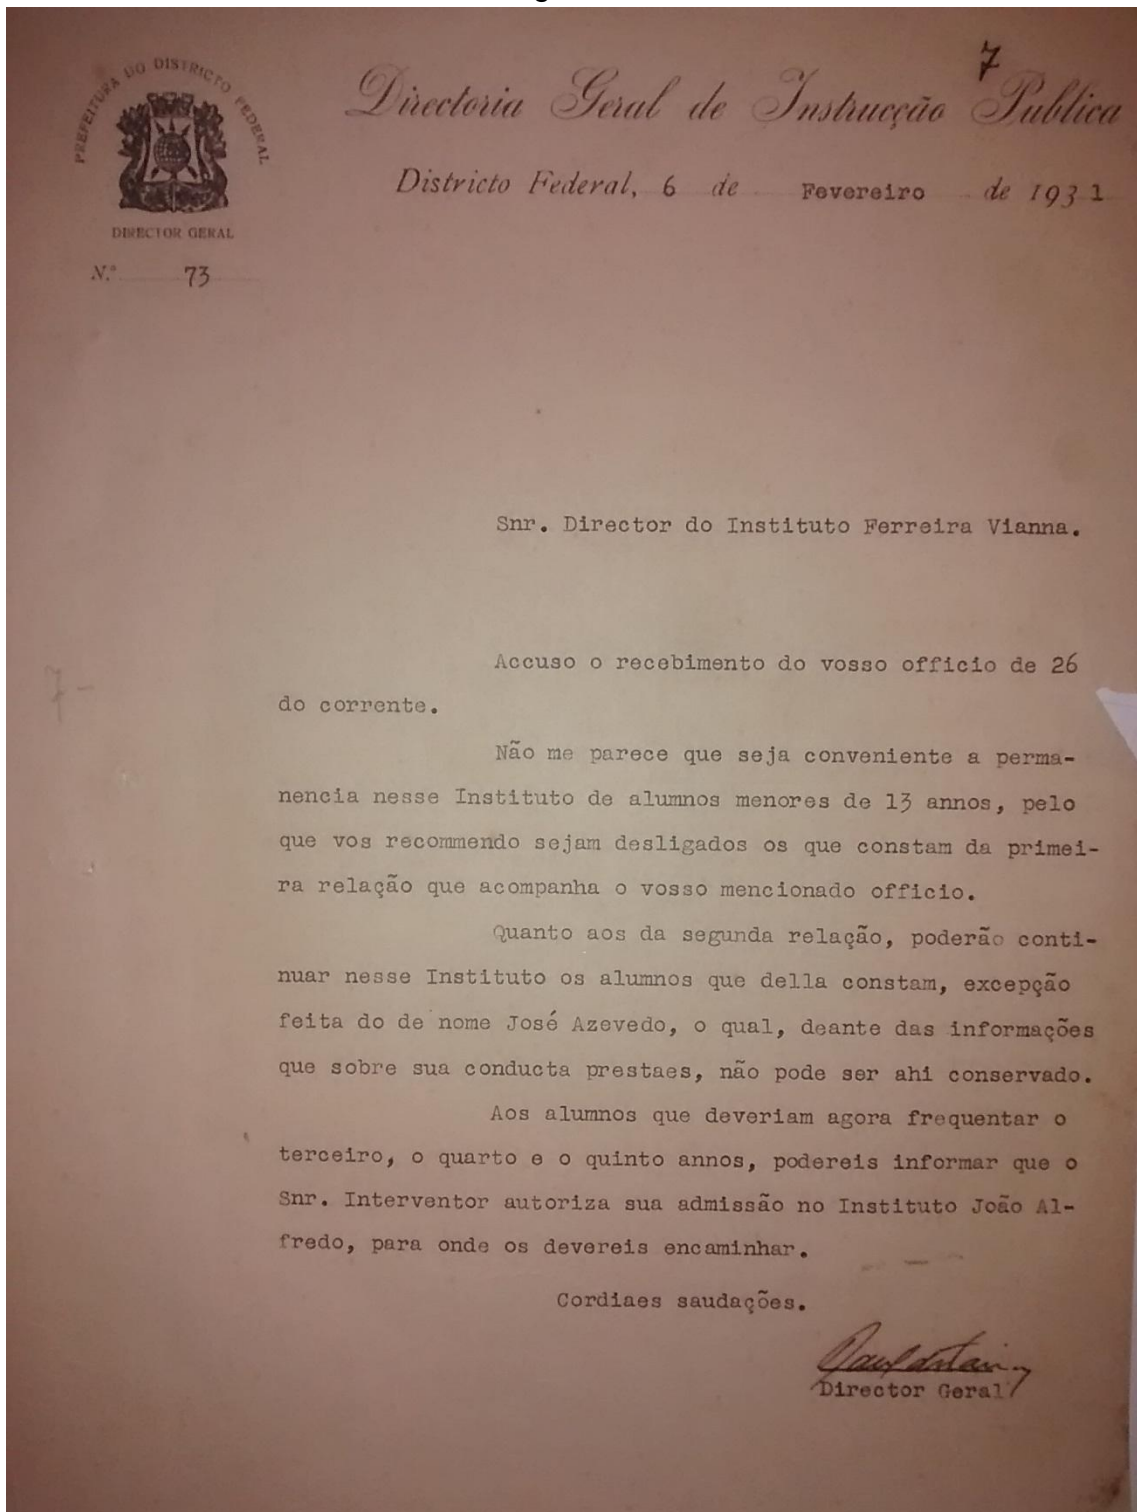 7
PREFEITURA DO DISTRICTO FEDERAL
Directoria Geral de Instrucção Publica
Districto Federal, 6 de Fevereiro de 1931
DIRECTOR GERAL
N.º 73
Snr. Director do Instituto Ferreira Vianna.
Accuso o recebimento do vosso officio de 26
do corrente.
7-
Não me parece que seja conveniente a perma-
nencia nesse Instituto de alumnos menores de 13 annos, pelo
que vos recommendo sejam desligados os que constam da primei-
ra relação que acompanha o vosso mencionado officio.
Quanto aos da segunda relação, poderão conti-
nuar nesse Instituto os alumnos que della constam, excepção
feita do de nome José Azevedo, o qual, deante das informações
que sobre sua conducta prestaes, não pode ser ahi conservado.
Aos alumnos que deveriam agora frequentar o
terceiro, o quarto e o quinto annos, podereis informar que o
Snr. Interventor autoriza sua admissão no Instituto João Al-
fredo, para onde os devereis encaminhar.
Cordiaes saudações.
Director Geral